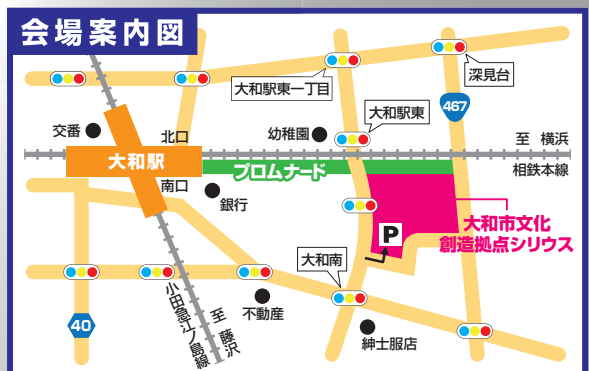 会場案内図
大和駅東一丁目
深見台
467
大和駅東
交番
北口
幼稚園
至 横浜
大和駅
プロムナード
相鉄本線
南口
銀行
大和市文化
創造拠点シリウス
P
大和南
不動産
40
小田急江ノ島線
至 藤沢
紳士服店